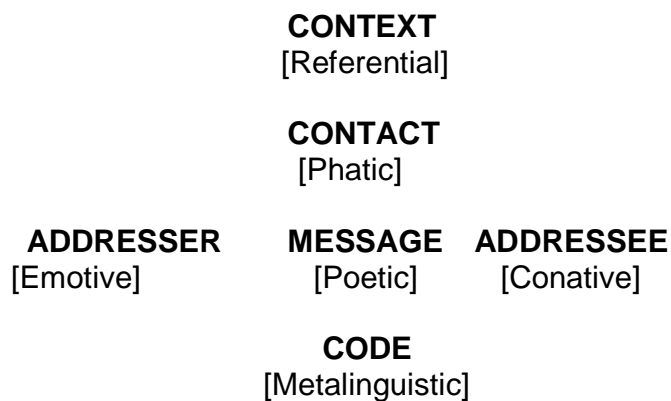 CONTEXT
[Referential]
CONTACT
[Phatic]
ADDRESSER MESSAGE ADDRESSEE
[Emotive] [Poetic] [Conative]
CODE
[Metalinguistic]